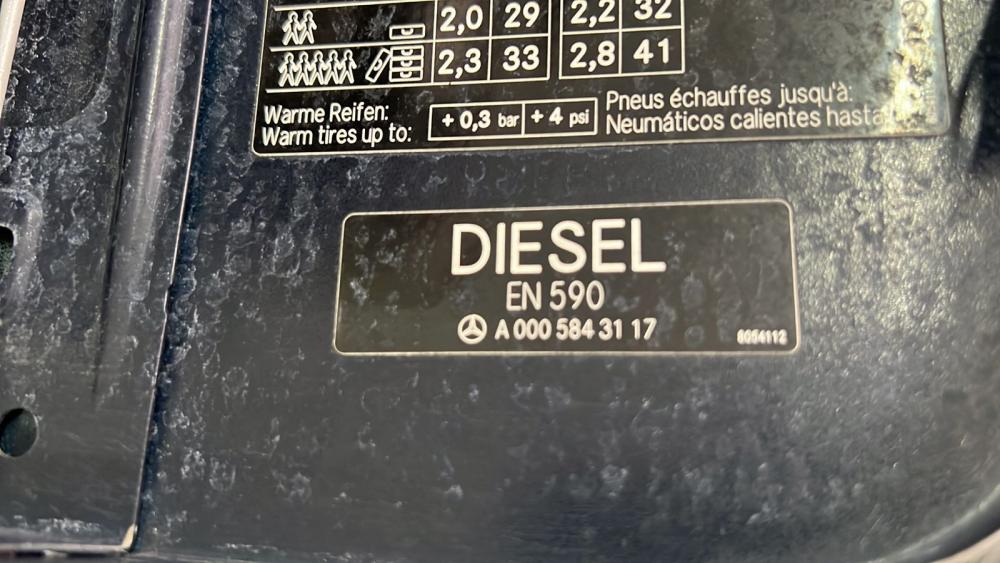 2,0 29 2,2 32
2,3 33 2,8 41
Warme Reifen:
Warm tires up to:
+ 0,3 bar + 4 psi
Pneus échauffes jusqu'à:
Neumáticos calientes hasta
DIESEL
EN 590
A 000 584 31 17
6054112